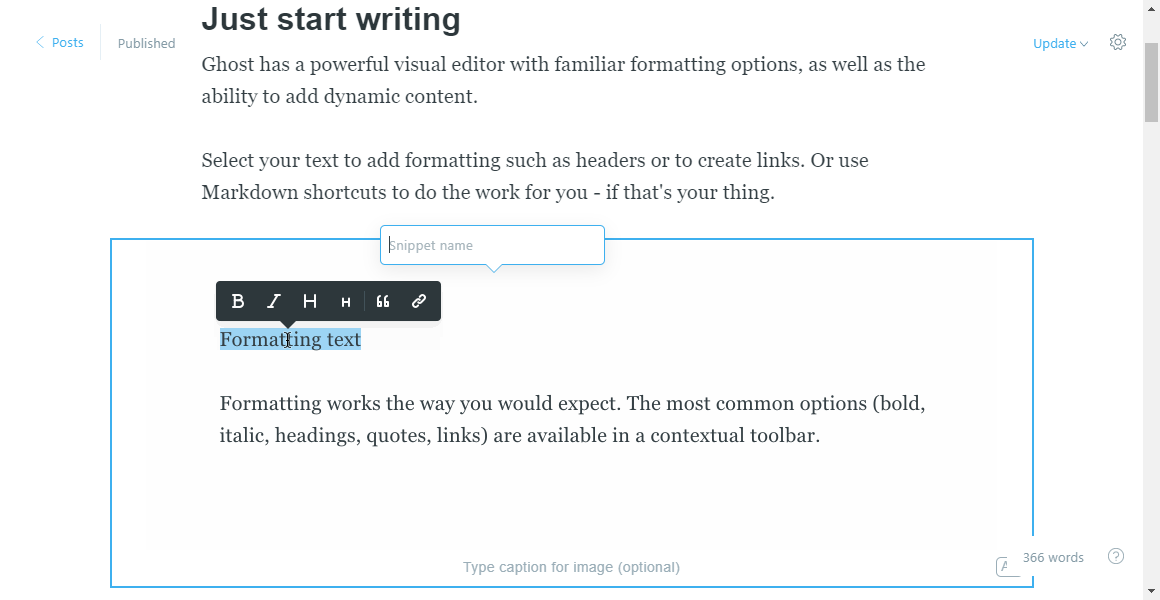 Just start writing
Posts
Published
Update
Ghost has a powerful visual editor with familiar formatting options, as well as the
ability to add dynamic content.
Select your text to add formatting such as headers or to create links. Or use
Markdown shortcuts to do the work for you - if that's your thing.
Snippet name
B I H H
Formatting text
Formatting works the way you would expect. The most common options (bold,
italic, headings, quotes, links) are available in a contextual toolbar.
Type caption for image (optional)
366 words
?